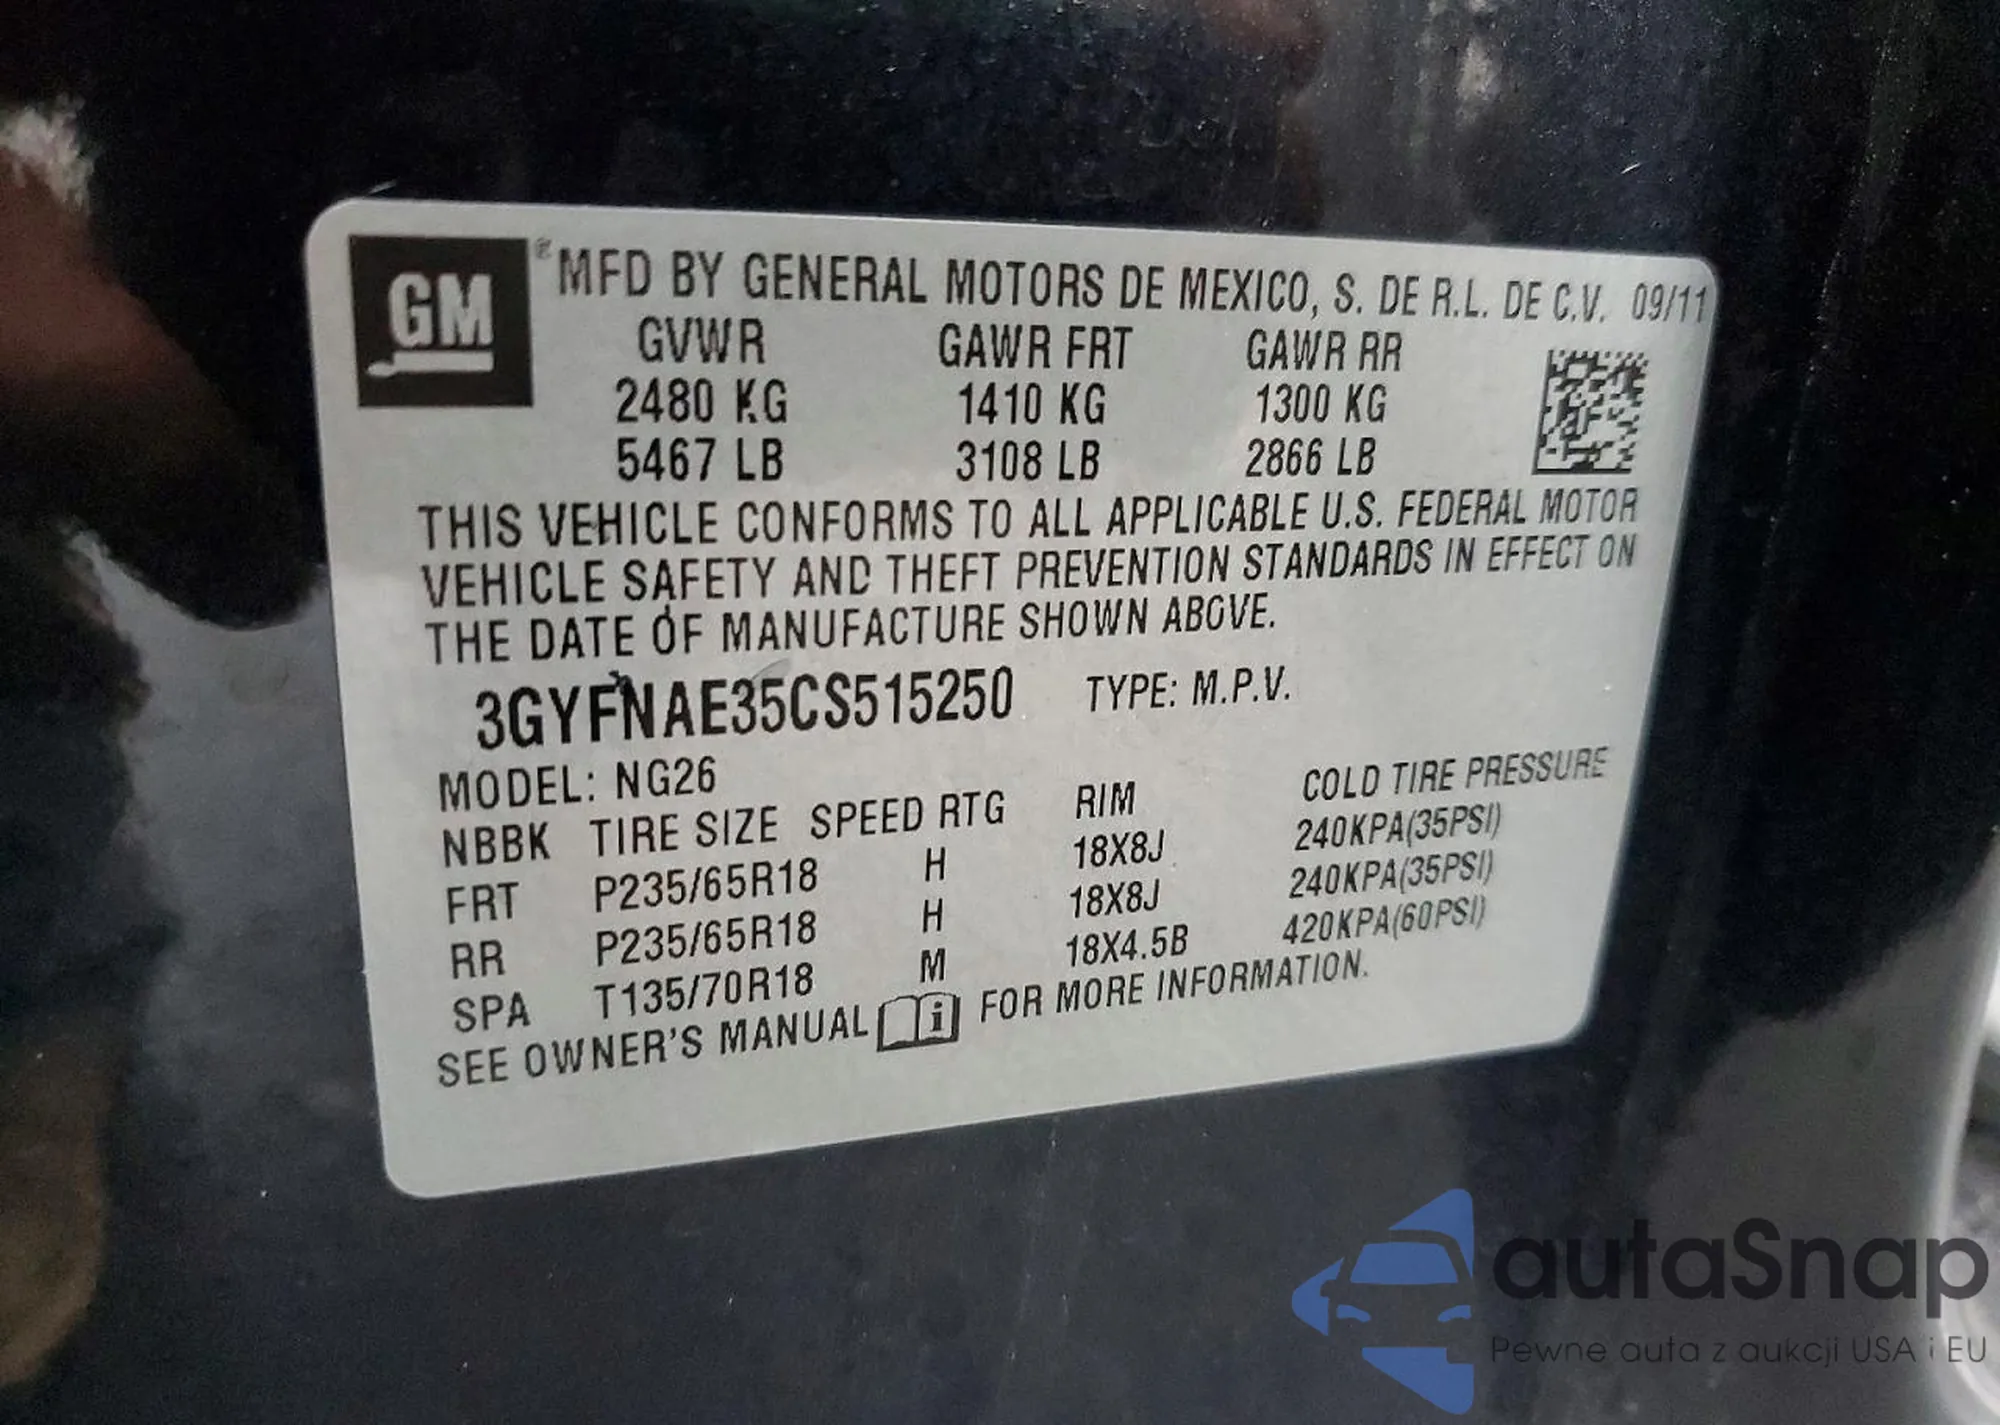 GM ® MFD BY GENERAL MOTORS DE MEXICO, S. DE R.L. DE C.V. 09/11
GVWR GAWR FRT GAWR RR
2480 KG 1410 KG 1300 KG
5467 LB 3108 LB 2866 LB
THIS VEHICLE CONFORMS TO ALL APPLICABLE U.S. FEDERAL MOTOR
VEHICLE SAFETY AND THEFT PREVENTION STANDARDS IN EFFECT ON
THE DATE OF MANUFACTURE SHOWN ABOVE.
3GYFNAE35CS515250 TYPE: M.P.V.
MODEL: NG26
NBBK TIRE SIZE SPEED RTG RIM COLD TIRE PRESSURE
FRT P235/65R18 H 18X8J 240KPA(35PSI)
RR P235/65R18 H 18X8J 240KPA(35PSI)
SPA T135/70R18 M 18X4.5B 420KPA(60PSI)
SEE OWNER'S MANUAL i FOR MORE INFORMATION.
autaSnap
Pewne auta z aukcji USA i EU